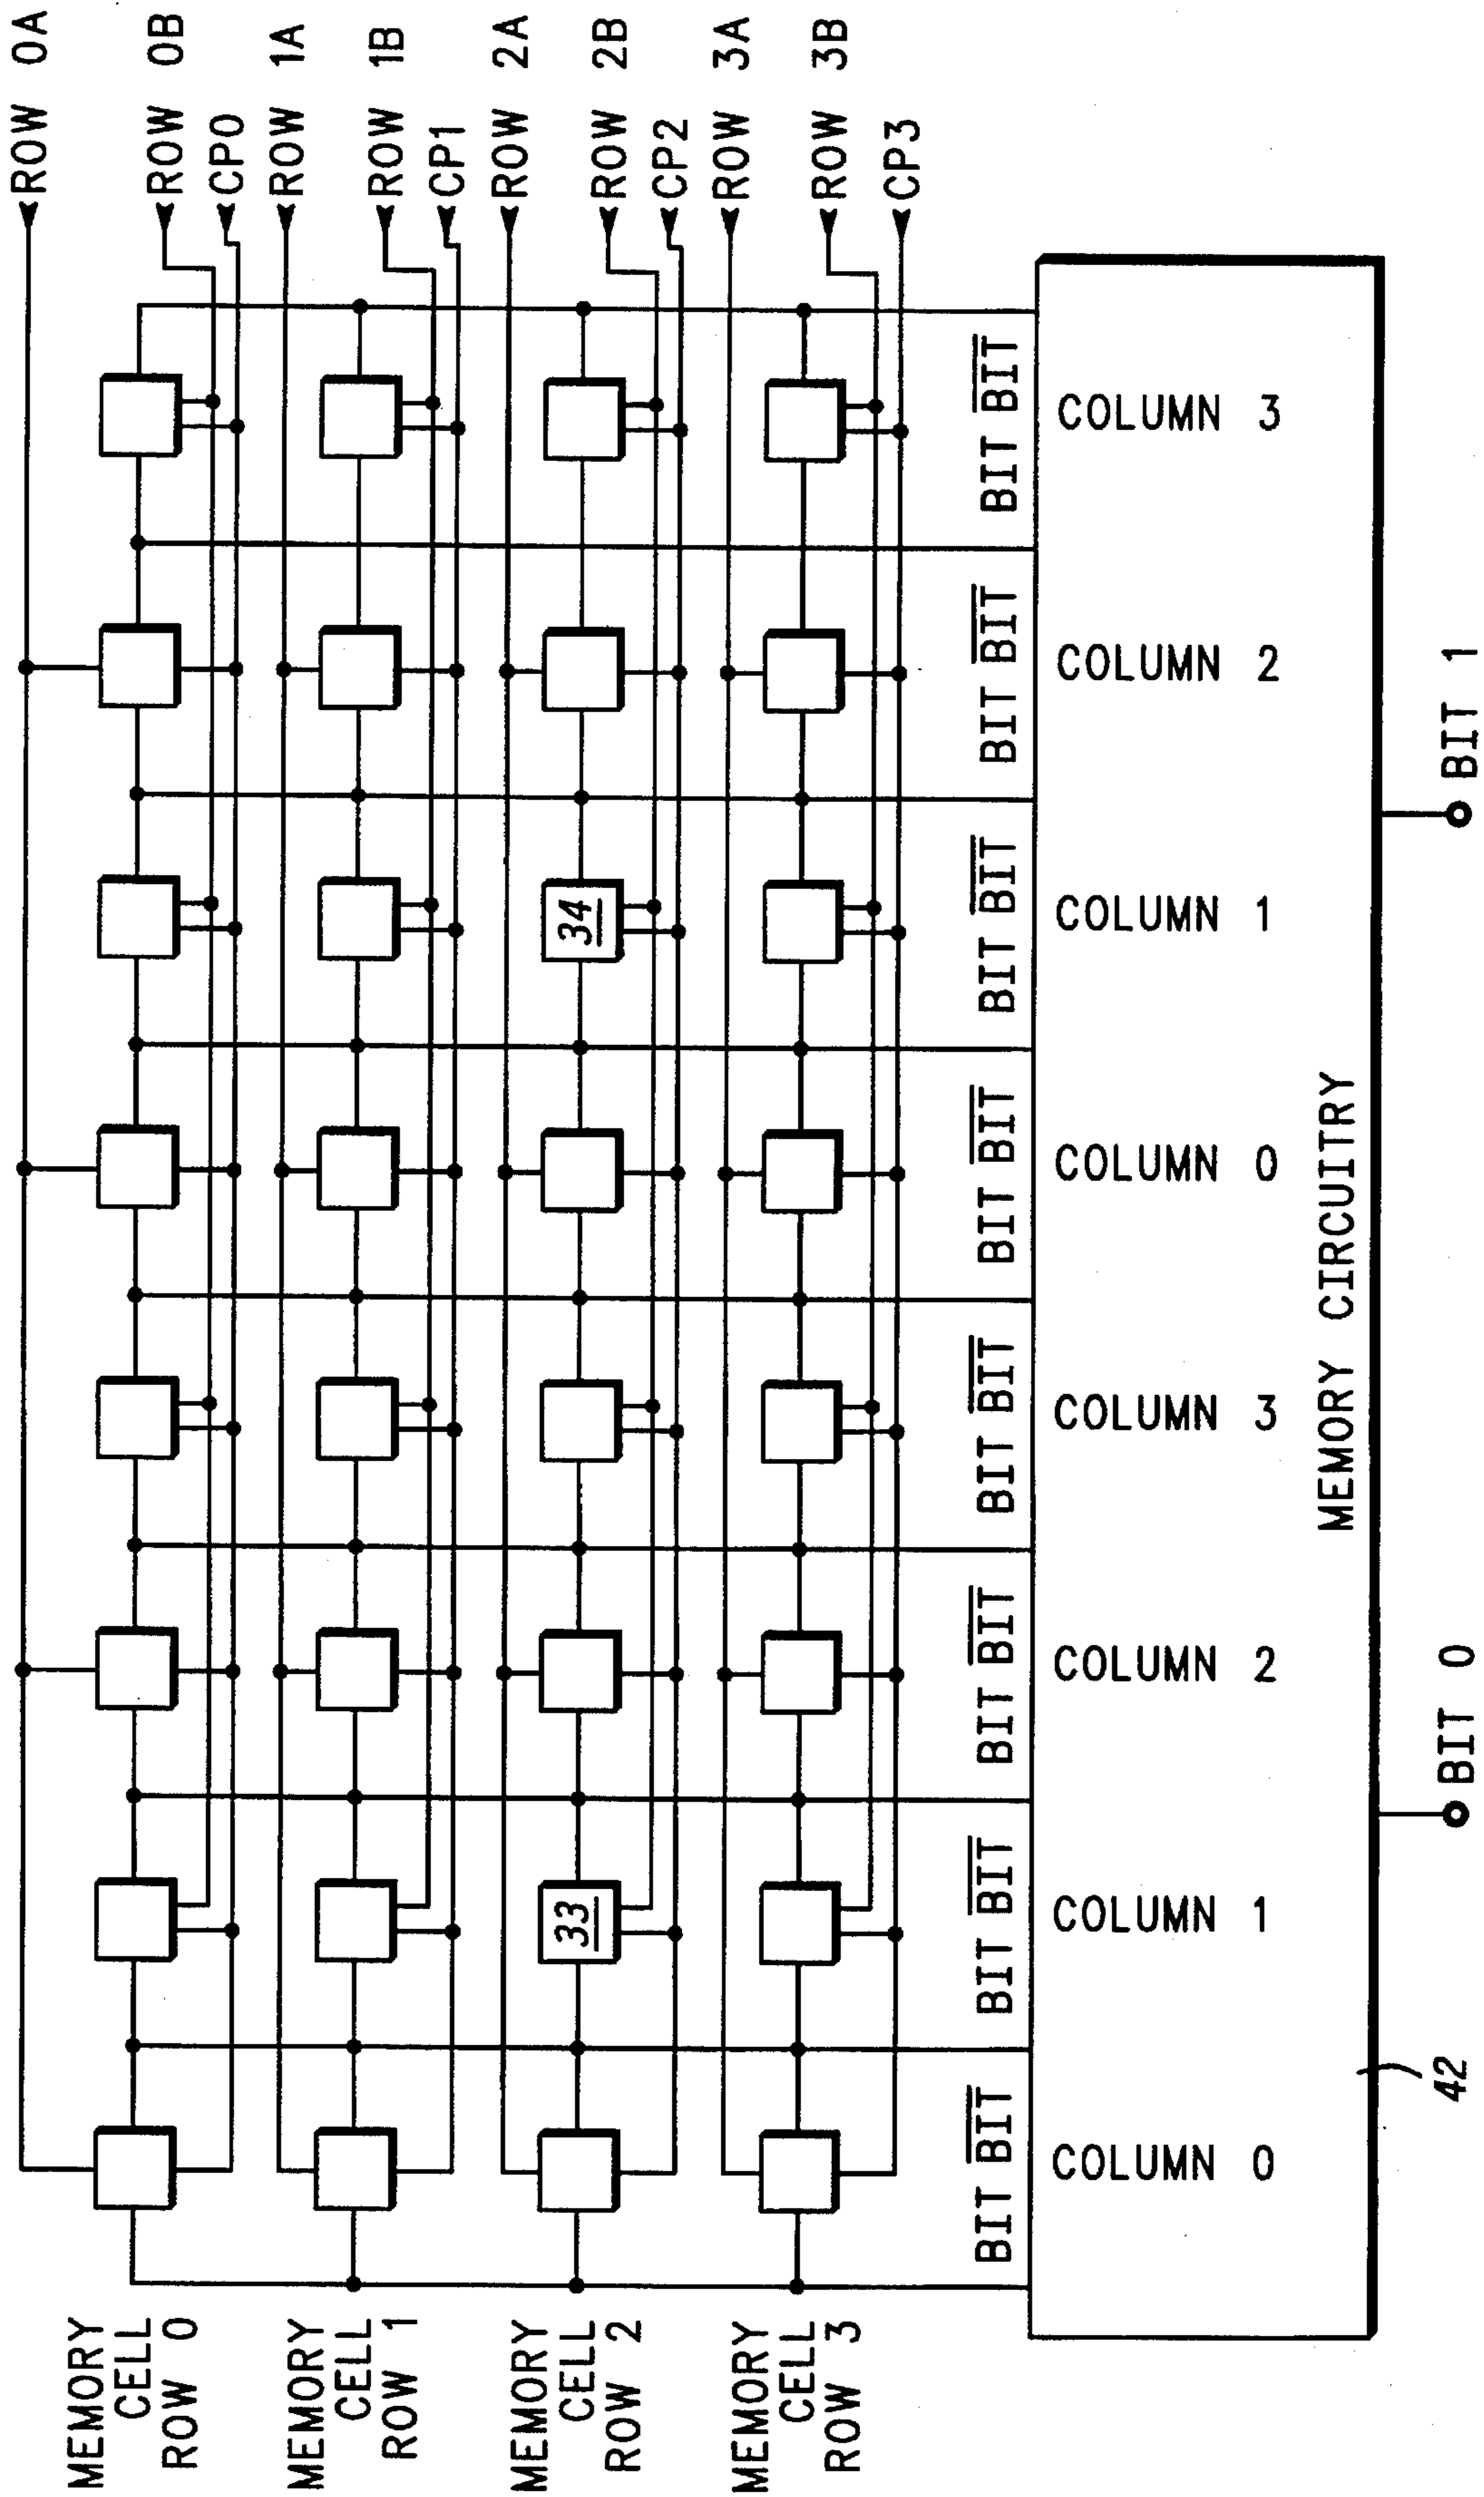 ROW 0A
ROW 0B
CP0
ROW 1A
ROW 1B
CP1
ROW 2A
ROW 2B
CP2
ROW 3A
ROW 3B
CP3
MEMORY
CELL
ROW 0
MEMORY
CELL
ROW 1
MEMORY
CELL
ROW 2
33
34
MEMORY
CELL
ROW 3
BIT BIT BIT BIT BIT BIT BIT BIT BIT BIT BIT BIT BIT BIT BIT BIT
COLUMN 0 COLUMN 1 COLUMN 2 COLUMN 3 COLUMN 0 COLUMN 1 COLUMN 2 COLUMN 3
MEMORY CIRCUITRY
42
BIT 0
BIT 1